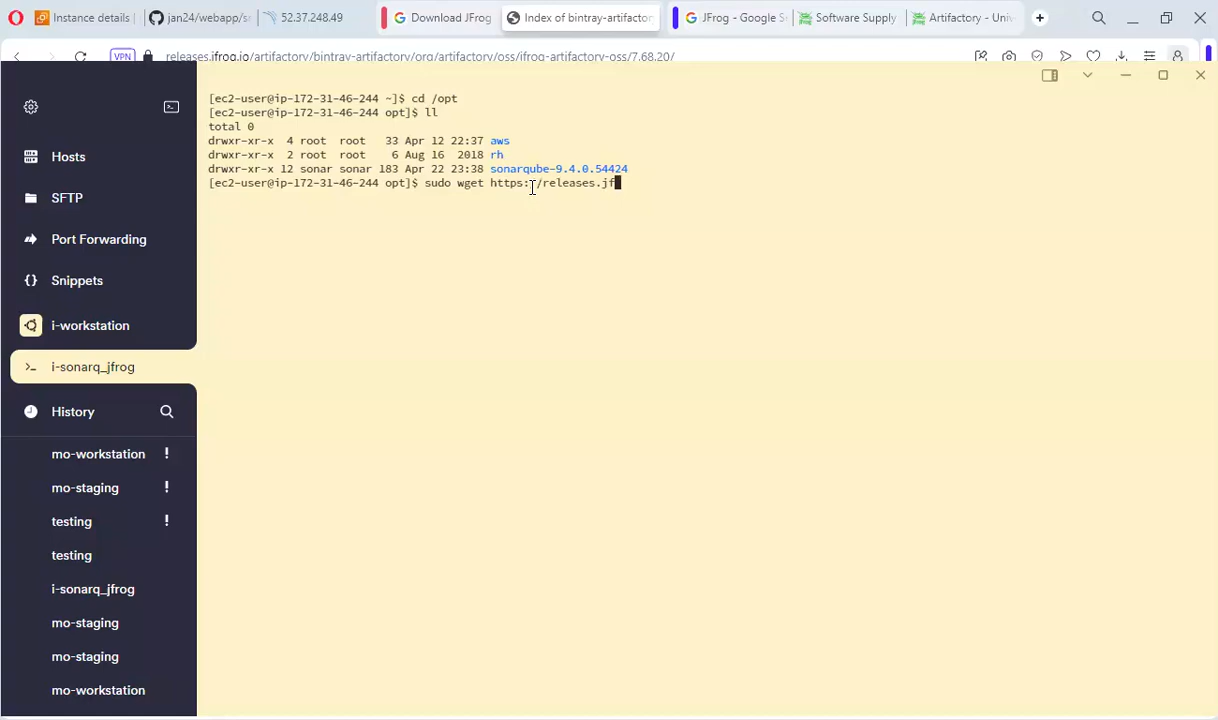 Instance details
jan24/webapp/sr
52.37.248.49
Download JFrog
Index of bintray-artifactor
JFrog - Google S
Software Supply
Artifactory - Univ
VPN
releases.jfrog.io/artifactory/bintray-artifactory/org/artifactory/oss/jfrog-artifactory-oss/7.68.20/
Hosts
SFTP
Port Forwarding
Snippets
i-workstation
i-sonarq_jfrog
History
mo-workstation !
mo-staging !
testing !
testing
i-sonarq_jfrog
mo-staging
mo-staging
mo-workstation
[ec2-user@ip-172-31-46-244 ~]$ cd /opt
[ec2-user@ip-172-31-46-244 opt]$ ll
total 0
drwxr-xr-x  4 root  root   33 Apr 12 22:37 aws
drwxr-xr-x  2 root  root    6 Aug 16  2018 rh
drwxr-xr-x 12 sonar sonar 183 Apr 22 23:38 sonarqube-9.4.0.54424
[ec2-user@ip-172-31-46-244 opt]$ sudo wget https://releases.jf